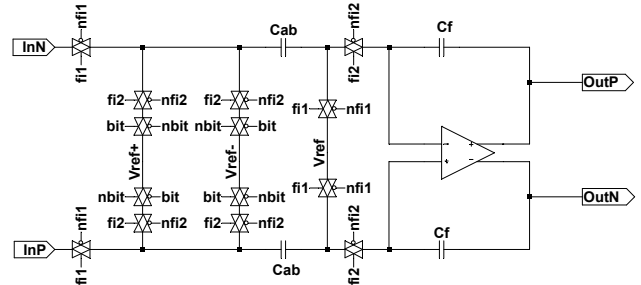 nfi1
nfi2
Cab
Cf
InN
fi1
fi2
OutP
fi2 nfi2 fi2 nfi2
fi1 nfi1
bit nbit nbit bit
Vref+
Vref-
Vref
- +
+ -
nbit bit bit nbit
fi1 nfi1
OutN
fi2 nfi2 fi2 nfi2
nfi1
nfi2
Cf
InP
fi1
Cab
fi2